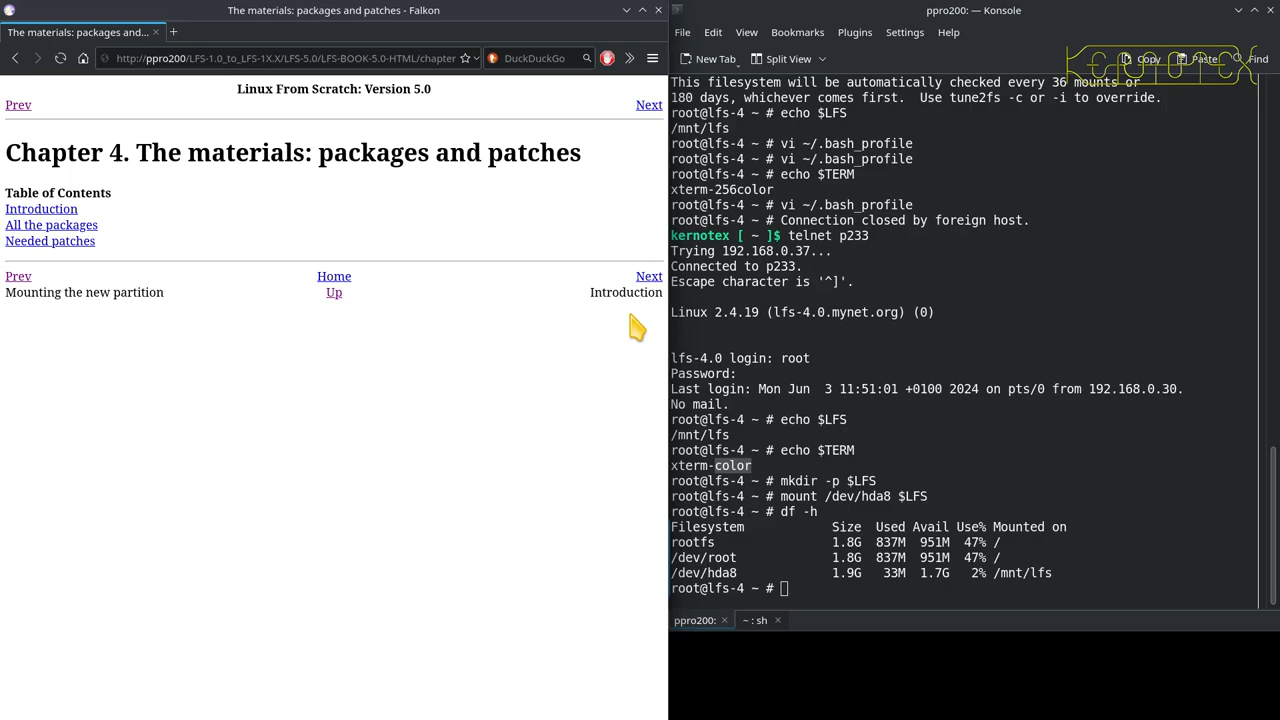 The materials: packages and patches - Falkon
The materials: packages and...
http://ppro200/LFS-1.0_to_LFS-1X.X/LFS-5.0/LFS-BOOK-5.0-HTML/chapter
DuckDuckGo
Linux From Scratch: Version 5.0
Prev
Next
Chapter 4. The materials: packages and patches
Table of Contents
Introduction
All the packages
Needed patches
Prev Home Next
Mounting the new partition Up Introduction
ppro200: — Konsole
File Edit View Bookmarks Plugins Settings Help
New Tab Split View Copy Paste Find
kernotex
This filesystem will be automatically checked every 36 mounts or
180 days, whichever comes first.  Use tune2fs -c or -i to override.
root@lfs-4 ~ # echo $LFS
/mnt/lfs
root@lfs-4 ~ # vi ~/.bash_profile
root@lfs-4 ~ # vi ~/.bash_profile
root@lfs-4 ~ # echo $TERM
xterm-256color
root@lfs-4 ~ # vi ~/.bash_profile
root@lfs-4 ~ # Connection closed by foreign host.
kernotex [ ~ ]$ telnet p233
Trying 192.168.0.37...
Connected to p233.
Escape character is '^]'.
Linux 2.4.19 (lfs-4.0.mynet.org) (0)
lfs-4.0 login: root
Password:
Last login: Mon Jun  3 11:51:01 +0100 2024 on pts/0 from 192.168.0.30.
No mail.
root@lfs-4 ~ # echo $LFS
/mnt/lfs
root@lfs-4 ~ # echo $TERM
xterm-color
root@lfs-4 ~ # mkdir -p $LFS
root@lfs-4 ~ # mount /dev/hda8 $LFS
root@lfs-4 ~ # df -h
Filesystem            Size  Used Avail Use% Mounted on
rootfs                1.8G  837M  951M  47% /
/dev/root             1.8G  837M  951M  47% /
/dev/hda8             1.9G   33M  1.7G   2% /mnt/lfs
root@lfs-4 ~ #
ppro200:
~ : sh